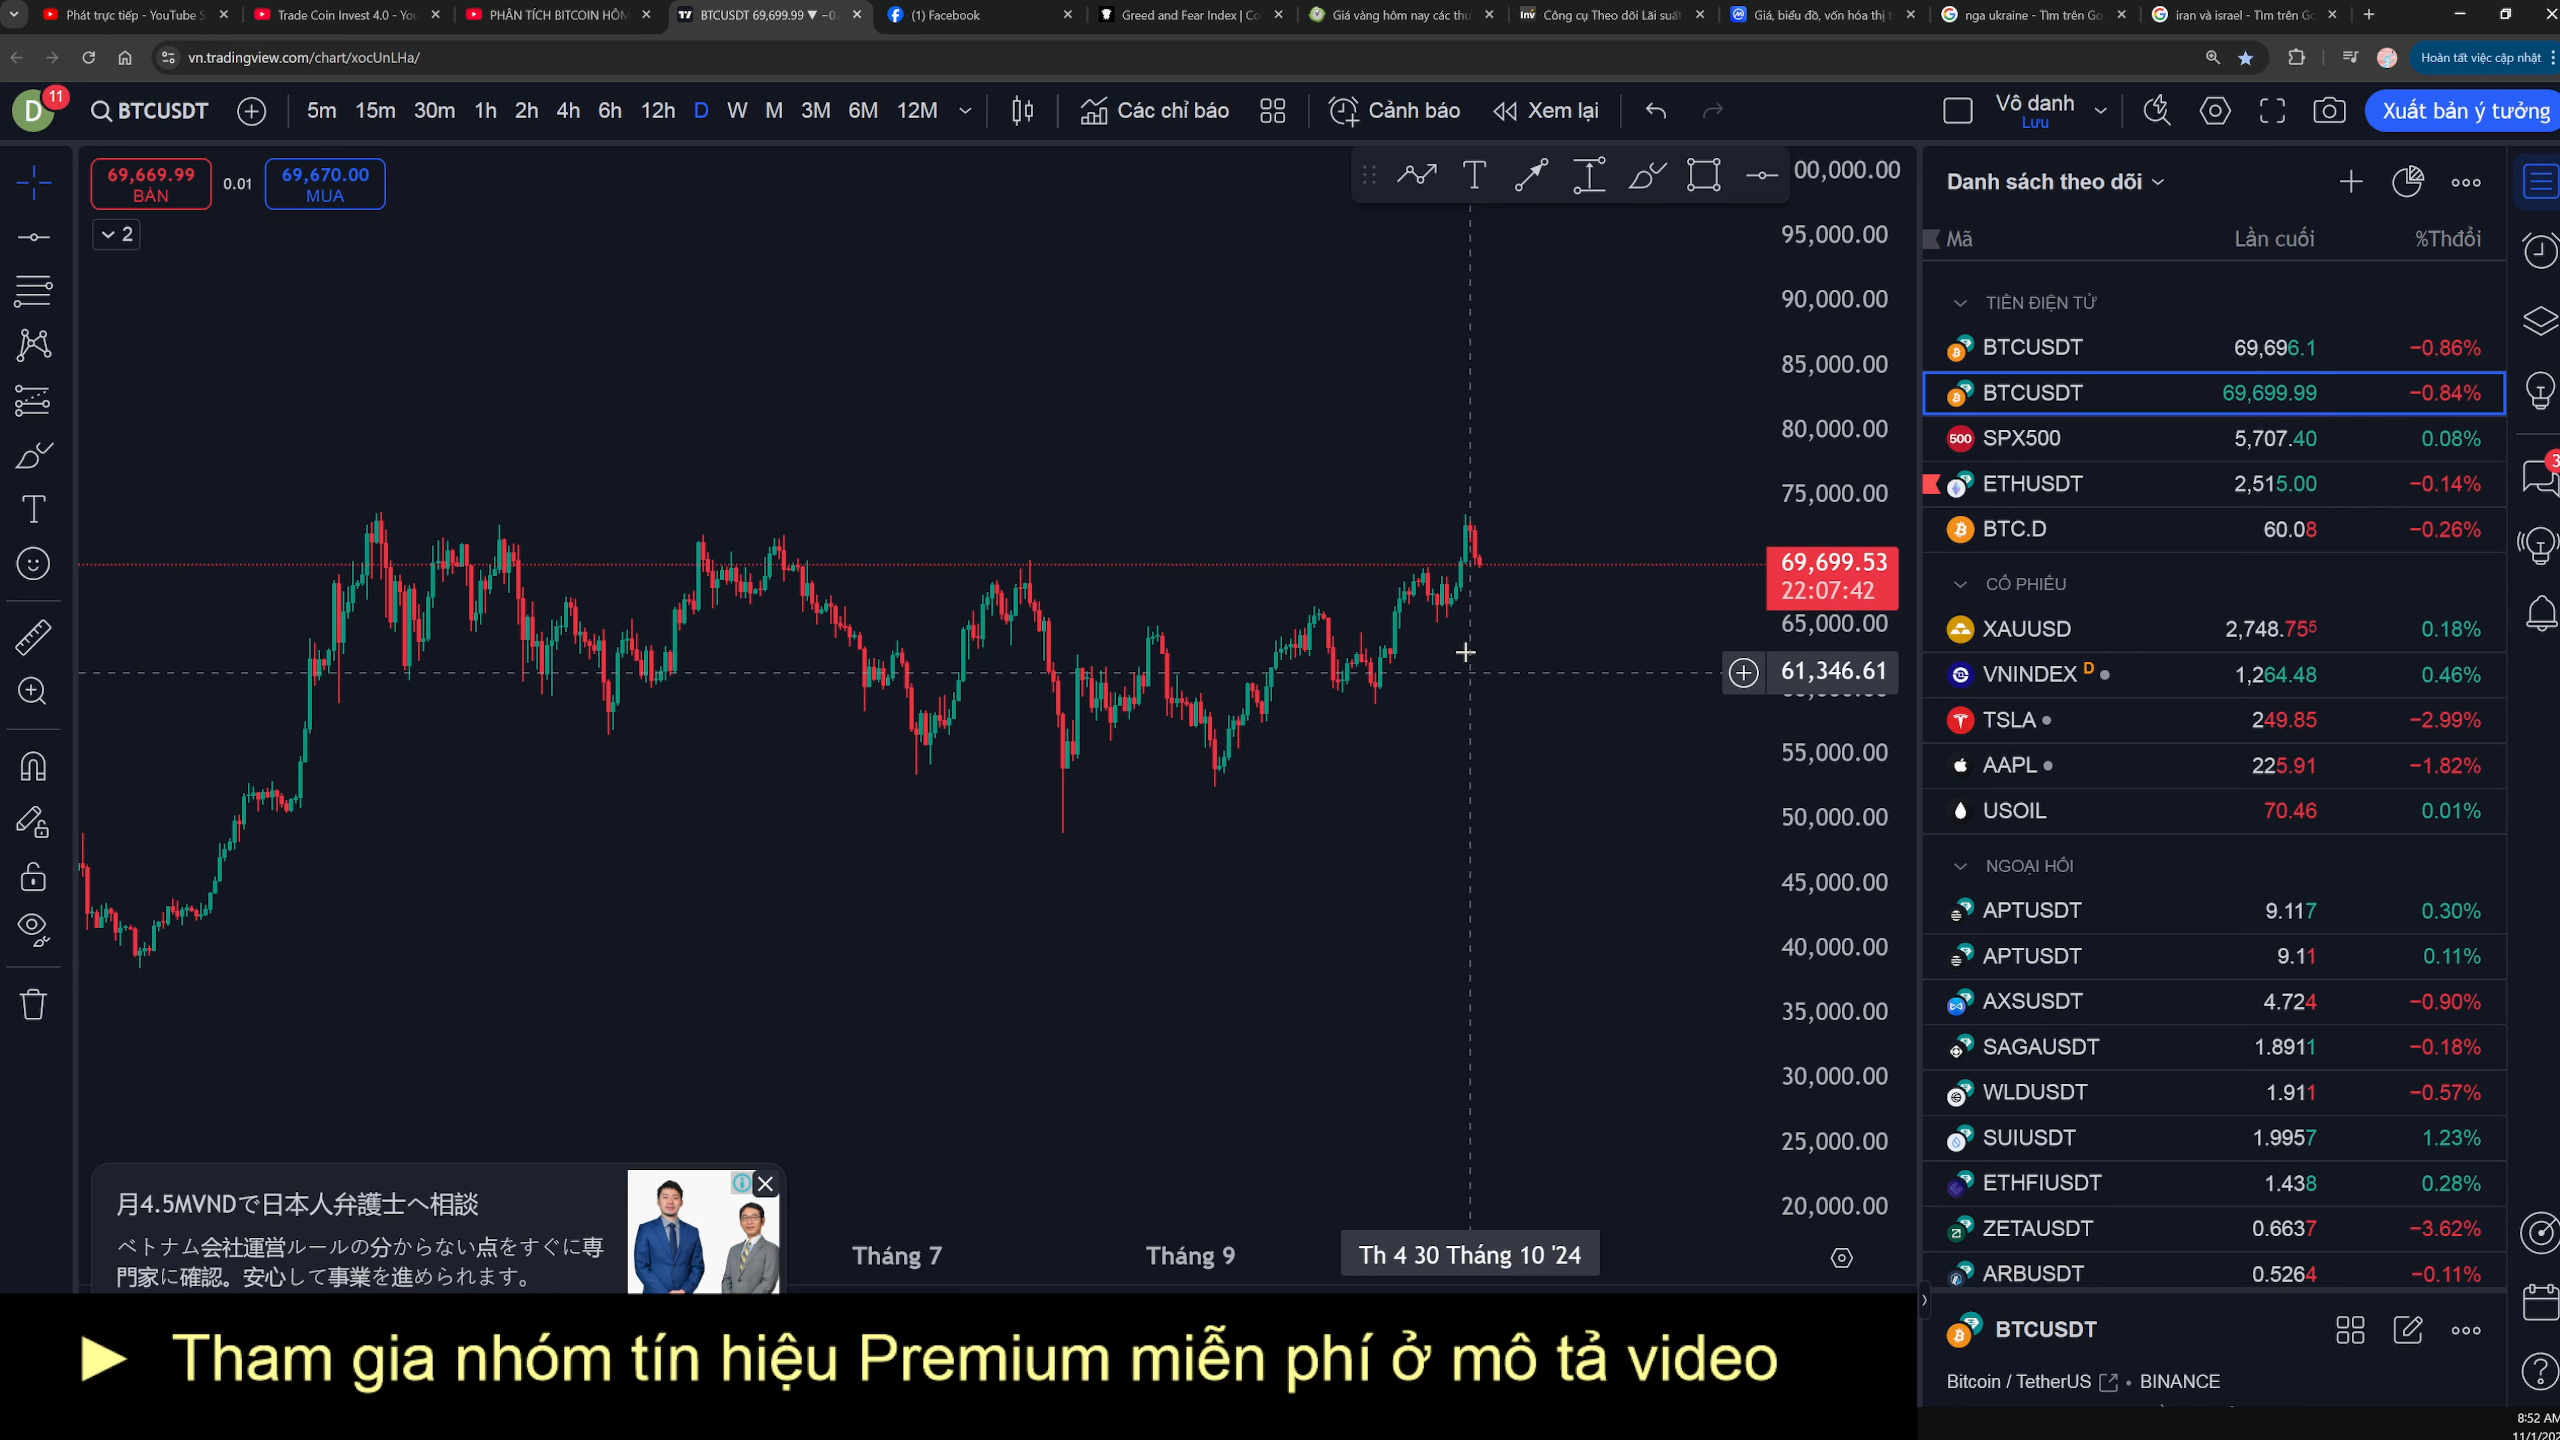 Phát trực tiếp - YouTube S
Trade Coin Invest 4.0 - You
PHÂN TÍCH BITCOIN HÔM
BTCUSDT 69,699.99 ▼ −0.
(1) Facebook
Greed and Fear Index | Co
Giá vàng hôm nay các thư
Công cụ Theo dõi Lãi suất
Giá, biểu đồ, vốn hóa thị t
nga ukraine - Tìm trên Go
iran và israel - Tìm trên Go
vn.tradingview.com/chart/xocUnLHa/
Hoàn tất việc cập nhật
D
11
BTCUSDT
5m 15m 30m 1h 2h 4h 6h 12h D W M 3M 6M 12M
Các chỉ báo
Cảnh báo
Xem lại
Vô danh
Lưu
Xuất bản ý tưởng
69,669.99
BÁN
0.01
69,670.00
MUA
2
00,000.00
95,000.00
90,000.00
85,000.00
80,000.00
75,000.00
69,699.53
22:07:42
65,000.00
61,346.61
55,000.00
50,000.00
45,000.00
40,000.00
35,000.00
30,000.00
25,000.00
20,000.00
Tháng 7
Tháng 9
Th 4 30 Tháng 10 '24
月4.5MVNDで日本人弁護士へ相談
ベトナム会社運営ルールの分からない点をすぐに専
門家に確認。安心して事業を進められます。
Danh sách theo dõi
Mã Lần cuối %Thđổi
TIỀN ĐIỆN TỬ
BTCUSDT 69,696.1 −0.86%
BTCUSDT 69,699.99 −0.84%
500 SPX500 5,707.40 0.08%
ETHUSDT 2,515.00 −0.14%
BTC.D 60.08 −0.26%
CỔ PHIẾU
XAUUSD 2,748.755 0.18%
VNINDEX D 1,264.48 0.46%
TSLA 249.85 −2.99%
AAPL 225.91 −1.82%
USOIL 70.46 0.01%
NGOẠI HỐI
APTUSDT 9.117 0.30%
APTUSDT 9.11 0.11%
AXSUSDT 4.724 −0.90%
SAGAUSDT 1.8911 −0.18%
WLDUSDT 1.911 −0.57%
SUIUSDT 1.9957 1.23%
ETHFIUSDT 1.438 0.28%
ZETAUSDT 0.6637 −3.62%
ARBUSDT 0.5264 −0.11%
BTCUSDT
Bitcoin / TetherUS • BINANCE
3
► Tham gia nhóm tín hiệu Premium miễn phí ở mô tả video
8:52 AM
11/1/202